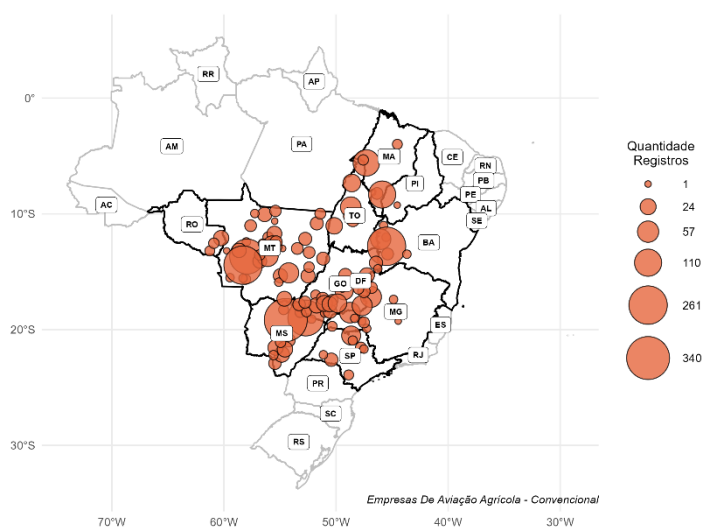 RR
AP
0°
AM
PA
MA
CE
RN
PB
PI
PE
AC
AL
TO
SE
10°S
RO
MT
BA
GO
DF
MG
ES
20°S
MS
SP
RJ
PR
SC
30°S
RS
Quantidade
Registros
1
24
57
110
261
340
Empresas De Aviação Agrícola - Convencional
70°W
60°W
50°W
40°W
30°W